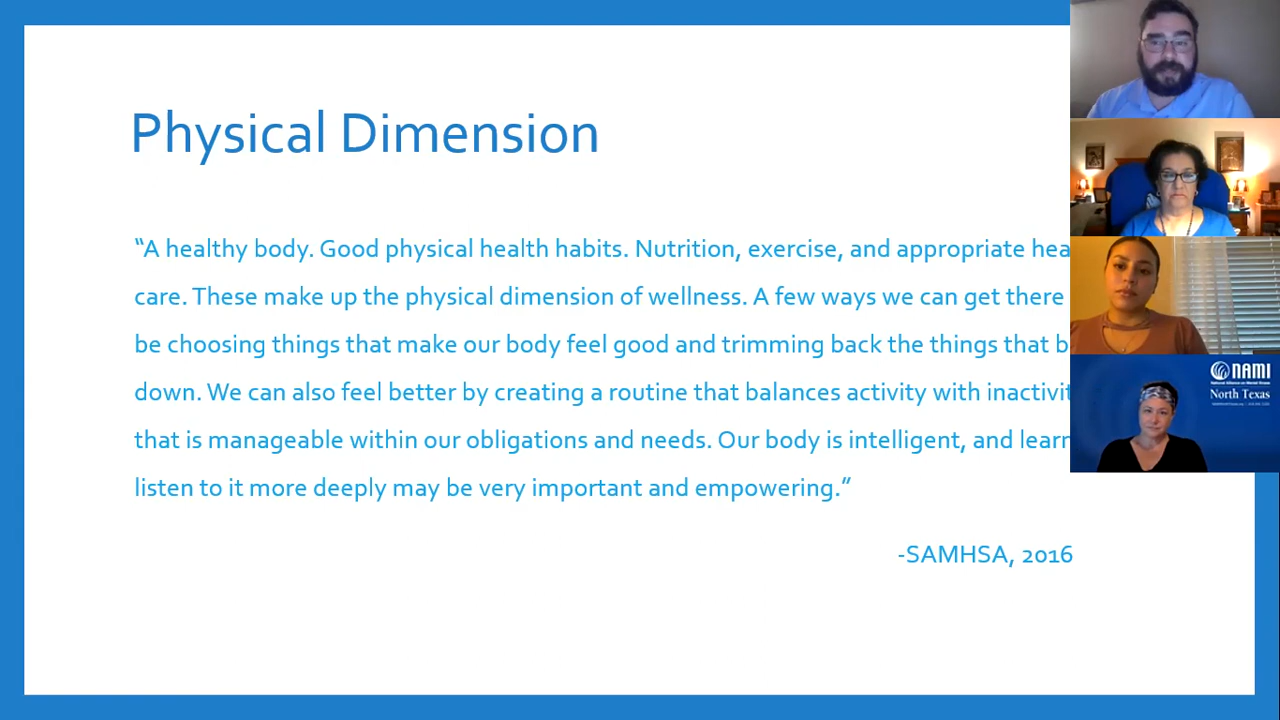 Physical Dimension
“A healthy body. Good physical health habits. Nutrition, exercise, and appropriate
care. These make up the physical dimension of wellness. A few ways we can get there
be choosing things that make our body feel good and trimming back the things that
down. We can also feel better by creating a routine that balances activity with
that is manageable within our obligations and needs. Our body is intelligent, and
listen to it more deeply may be very important and empowering.”
-SAMHSA, 2016
NAMI
North Texas